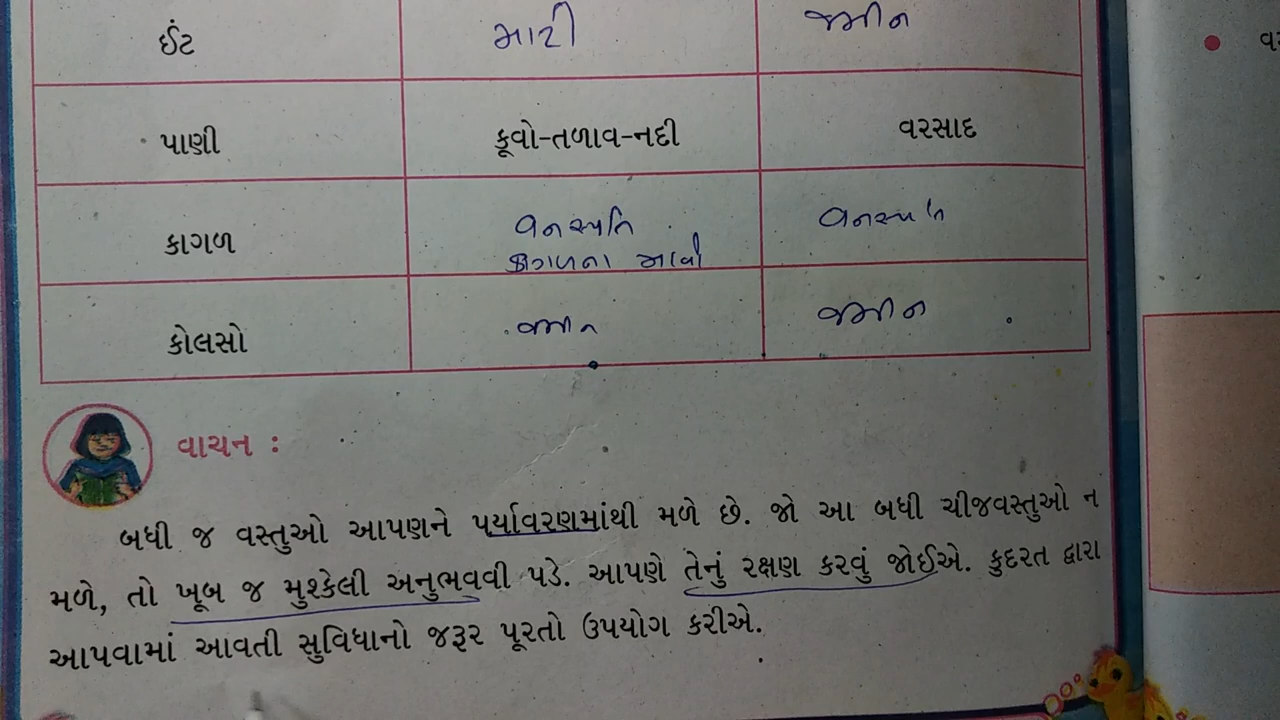 ઈંટ માટી જમીન
પાણી કૂવો-તળાવ-નદી વરસાદ
કાગળ વનસ્પતિ વનસ્પતિ
કાગળના માવો
કોલસો જમીન જમીન
વાચન :
બધી જ વસ્તુઓ આપણને પર્યાવરણમાંથી મળે છે. જો આ બધી ચીજવસ્તુઓ ન
મળે, તો ખૂબ જ મુશ્કેલી અનુભવવી પડે. આપણે તેનું રક્ષણ કરવું જોઈએ. કુદરત દ્વારા
આપવામાં આવતી સુવિધાનો જરૂર પૂરતો ઉપયોગ કરીએ.